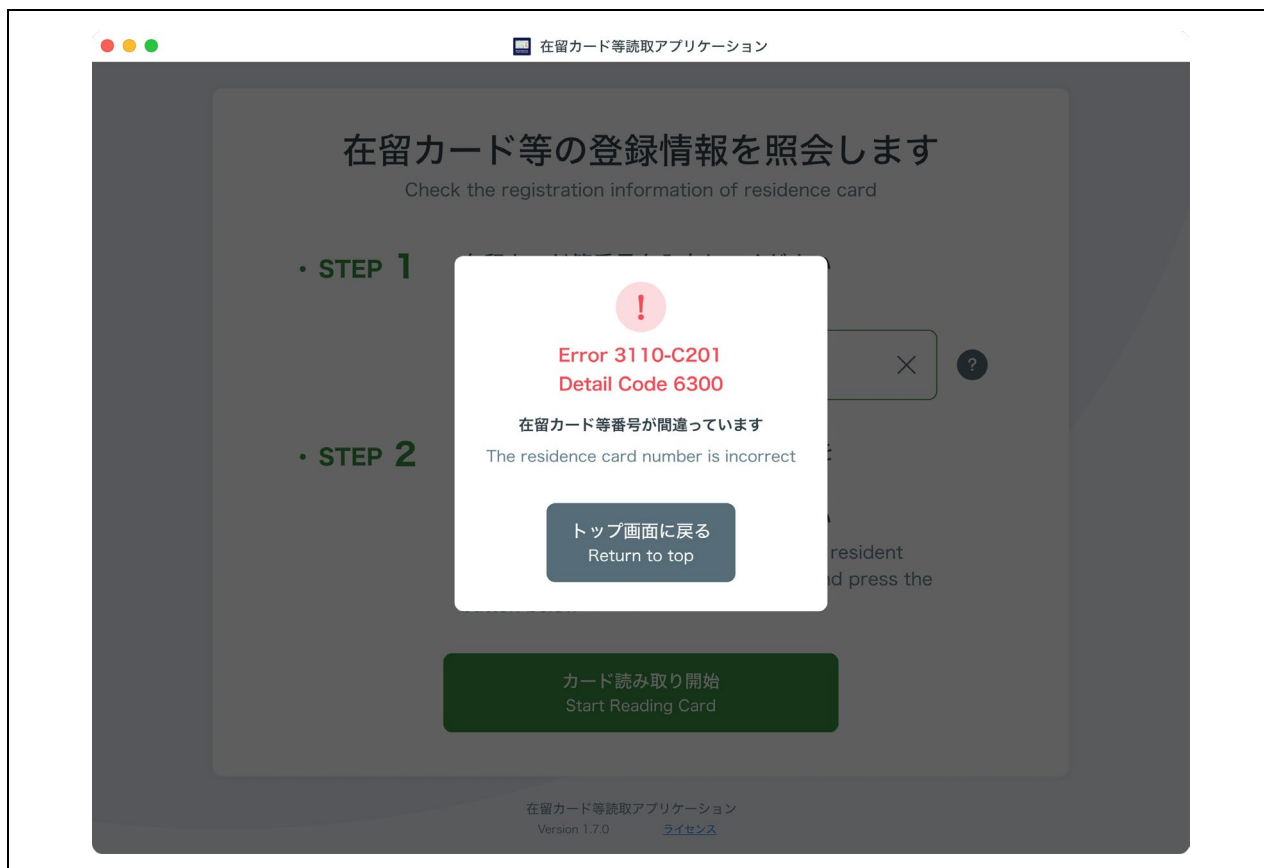 在留カード等読取アプリケーション
在留カード等の登録情報を照会します
Check the registration information of residence card
• STEP 1
Error 3110-C201
Detail Code 6300
在留カード等番号が間違っています
The residence card number is incorrect
?
• STEP 2
トップ画面に戻る
Return to top
resident
press the
カード読み取り開始
Start Reading Card
在留カード等読取アプリケーション
Version 1.7.0 ライセンス